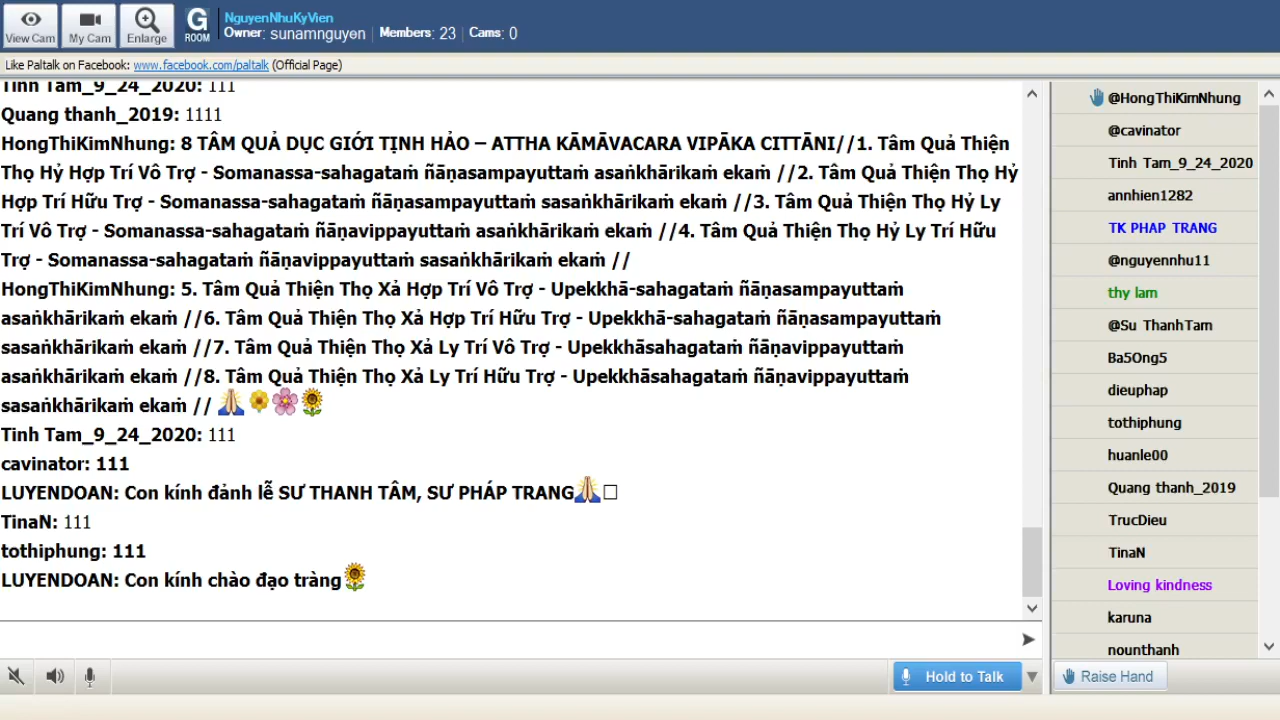 View Cam
My Cam
Enlarge
G
ROOM
NguyenNhuKyVien
Owner: sunamnguyen | Members: 23 | Cams: 0
Like Paltalk on Facebook: www.facebook.com/paltalk (Official Page)
Tinh Tam_9_24_2020: 111
Quang thanh_2019: 1111
HongThiKimNhung: 8 TÂM QUẢ DỤC GIỚI TỊNH HẢO – ATTHA KĀMĀVACARA VIPĀKA CITTĀNI//1. Tâm Quả Thiện
Thọ Hỷ Hợp Trí Vô Trợ - Somanassa-sahagataṁ ñāṇasampayuttaṁ asaṅkhārikaṁ ekaṁ //2. Tâm Quả Thiện Thọ Hỷ
Hợp Trí Hữu Trợ - Somanassa-sahagataṁ ñāṇasampayuttaṁ sasaṅkhārikaṁ ekaṁ //3. Tâm Quả Thiện Thọ Hỷ Ly
Trí Vô Trợ - Somanassa-sahagataṁ ñāṇavippayuttaṁ asaṅkhārikaṁ ekaṁ //4. Tâm Quả Thiện Thọ Hỷ Ly Trí Hữu
Trợ - Somanassa-sahagataṁ ñāṇavippayuttaṁ sasaṅkhārikaṁ ekaṁ //
HongThiKimNhung: 5. Tâm Quả Thiện Thọ Xả Hợp Trí Vô Trợ - Upekkhā-sahagataṁ ñāṇasampayuttaṁ
asaṅkhārikaṁ ekaṁ //6. Tâm Quả Thiện Thọ Xả Hợp Trí Hữu Trợ - Upekkhā-sahagataṁ ñāṇasampayuttaṁ
sasaṅkhārikaṁ ekaṁ //7. Tâm Quả Thiện Thọ Xả Ly Trí Vô Trợ - Upekkhāsahagataṁ ñāṇavippayuttaṁ
asaṅkhārikaṁ ekaṁ //8. Tâm Quả Thiện Thọ Xả Ly Trí Hữu Trợ - Upekkhāsahagataṁ ñāṇavippayuttaṁ
sasaṅkhārikaṁ ekaṁ // 🙏🌼🌸🌻
Tinh Tam_9_24_2020: 111
cavinator: 111
LUYENDOAN: Con kính đảnh lễ SƯ THANH TÂM, SƯ PHÁP TRANG🙏□
TinaN: 111
tothiphung: 111
LUYENDOAN: Con kính chào đạo tràng🌻
@HongThiKimNhung
@cavinator
Tinh Tam_9_24_2020
annhien1282
TK PHAP TRANG
@nguyennhu11
thy lam
@Su ThanhTam
Ba5Ong5
dieuphap
tothiphung
huanle00
Quang thanh_2019
TrucDieu
TinaN
Loving kindness
karuna
nounthanh
Hold to Talk
Raise Hand